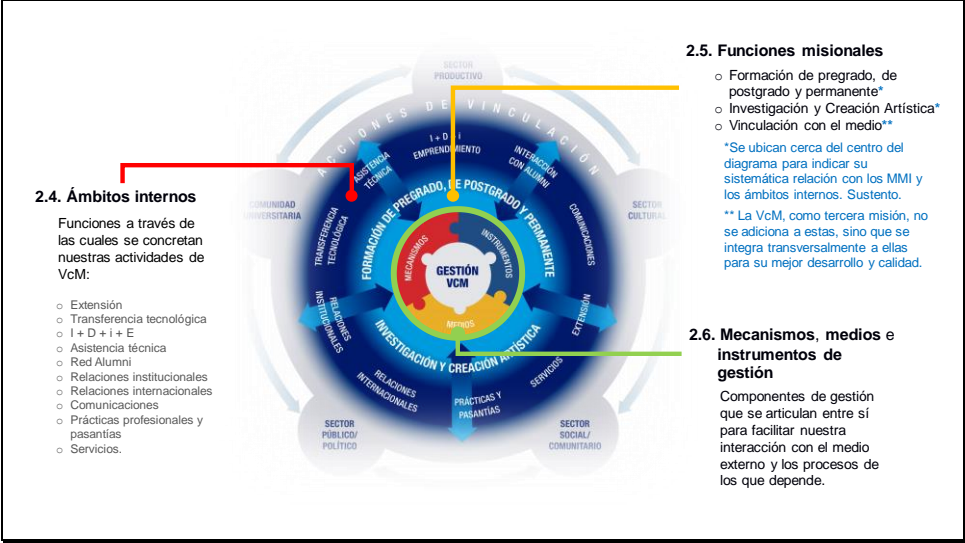 2.4. Ámbitos internos
Funciones a través de
las cuales se concretan
nuestras actividades de
VcM:
o Extensión
o Transferencia tecnológica
o I + D + i + E
o Asistencia técnica
o Red Alumni
o Relaciones institucionales
o Relaciones internacionales
o Comunicaciones
o Prácticas profesionales y
pasantías
o Servicios.
SECTOR
PRODUCTIVO
ACCIONES DE VINCULACIÓN
I + D + i
EMPRENDIMIENTO
ASISTENCIA
TÉCNICA
INTERACCIÓN
CON ALUMNI
COMUNIDAD
UNIVERSITARIA
SECTOR
CULTURAL
TRANSFERENCIA
TECNOLÓGICA
COMUNICACIONES
FORMACIÓN DE PREGRADO, DE POSTGRADO Y PERMANENTE
MECANISMOS
INSTRUMENTOS
GESTIÓN
VCM
MEDIOS
RELACIONES
INSTITUCIONALES
EXTENSIÓN
INVESTIGACIÓN Y CREACIÓN ARTÍSTICA
RELACIONES
INTERNACIONALES
PRÁCTICAS Y
PASANTÍAS
SERVICIOS
SECTOR
PÚBLICO/
POLÍTICO
SECTOR
SOCIAL/
COMUNITARIO
2.5. Funciones misionales
o Formación de pregrado, de
postgrado y permanente*
o Investigación y Creación Artística*
o Vinculación con el medio**
*Se ubican cerca del centro del
diagrama para indicar su
sistemática relación con los MMI y
los ámbitos internos. Sustento.
** La VcM, como tercera misión, no
se adiciona a estas, sino que se
integra transversalmente a ellas
para su mejor desarrollo y calidad.
2.6. Mecanismos, medios e
instrumentos de
gestión
Componentes de gestión
que se articulan entre sí
para facilitar nuestra
interacción con el medio
externo y los procesos de
los que depende.